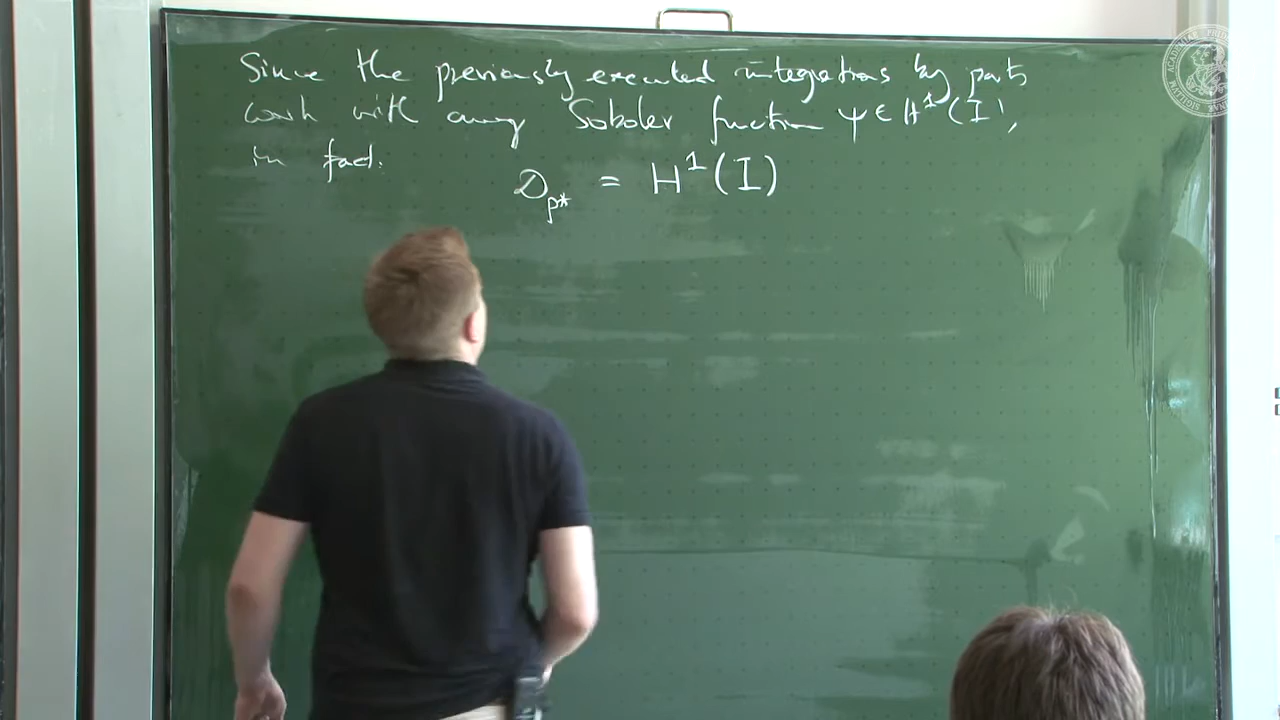 Since the previously executed integrations by parts
work with any Sobolev function ψ ∈ H¹(I),
in fact.
𝒟_{p*} = H¹(I)